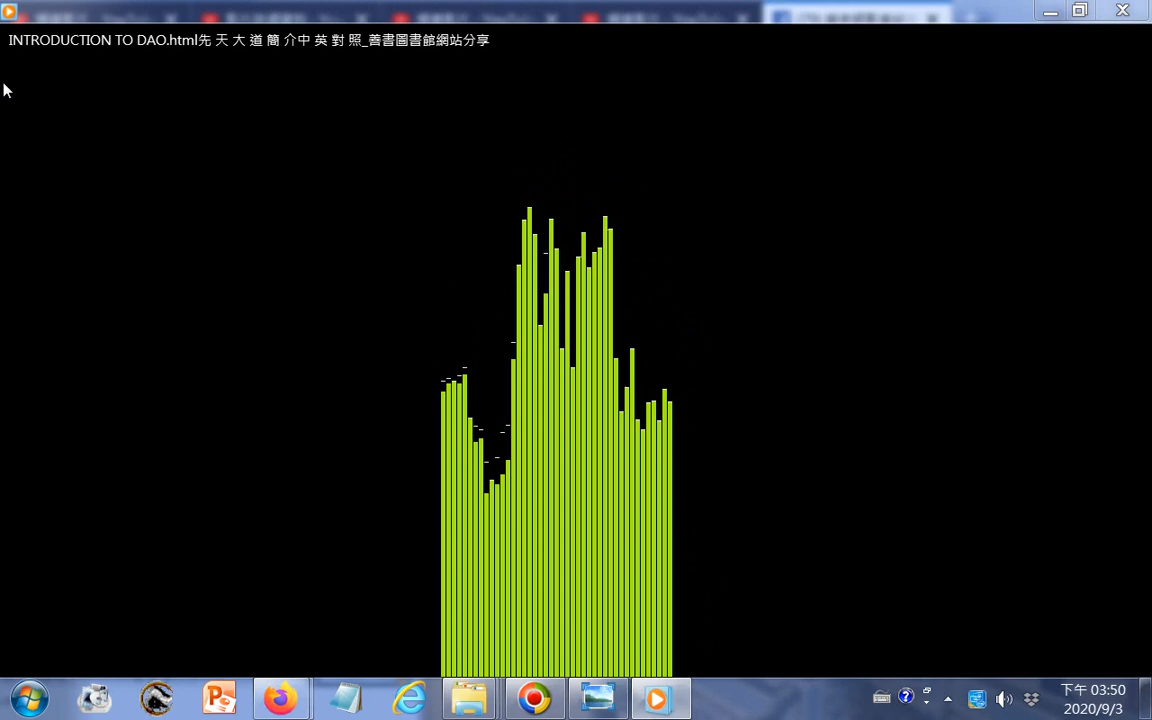 INTRODUCTION TO DAO.html先 天 大 道 簡 介中 英 對 照_善書圖書館網站分享
下午 03:50
2020/9/3